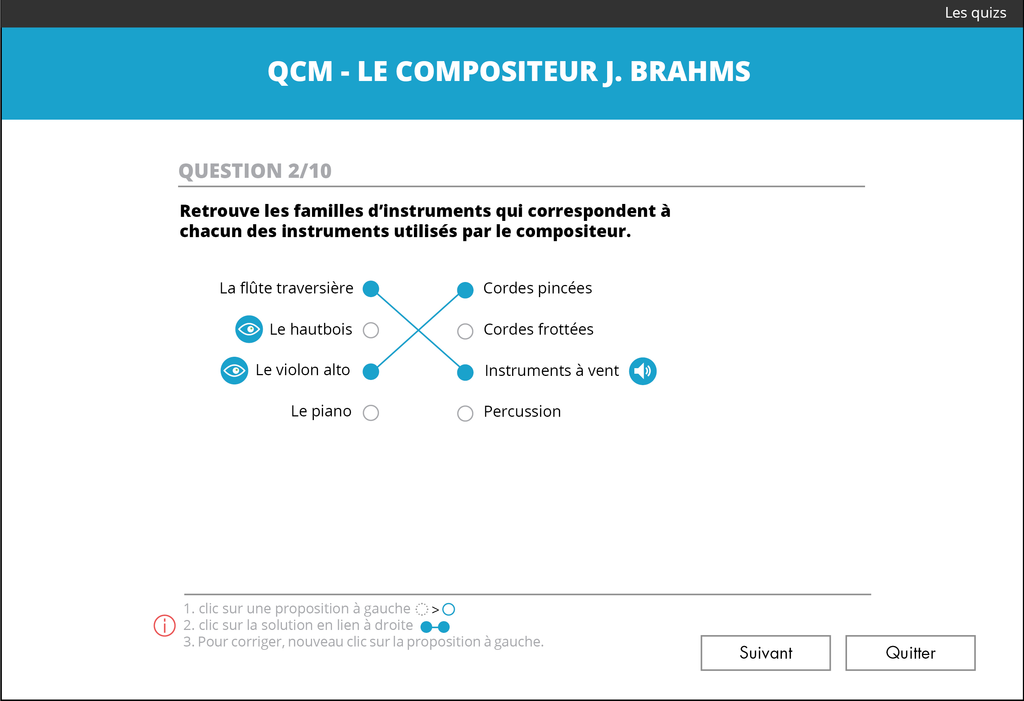 Les quizs
QCM - LE COMPOSITEUR J. BRAHMS
QUESTION 2/10
Retrouve les familles d’instruments qui correspondent à
chacun des instruments utilisés par le compositeur.
La flûte traversière
Cordes pincées
Le hautbois
Cordes frottées
Le violon alto
Instruments à vent
Le piano
Percussion
1. clic sur une proposition à gauche >
2. clic sur la solution en lien à droite
3. Pour corriger, nouveau clic sur la proposition à gauche.
Suivant
Quitter